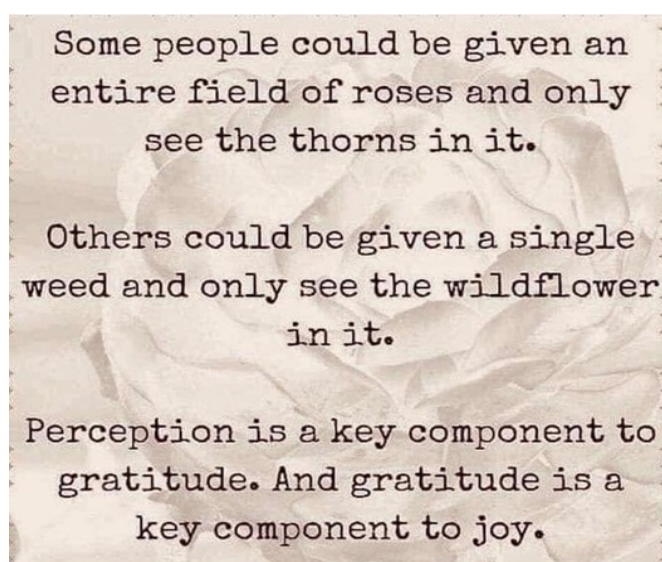 Some people could be given an
entire field of roses and only
see the thorns in it.
Others could be given a single
weed and only see the wildflower
in it.
Perception is a key component to
gratitude. And gratitude is a
key component to joy.